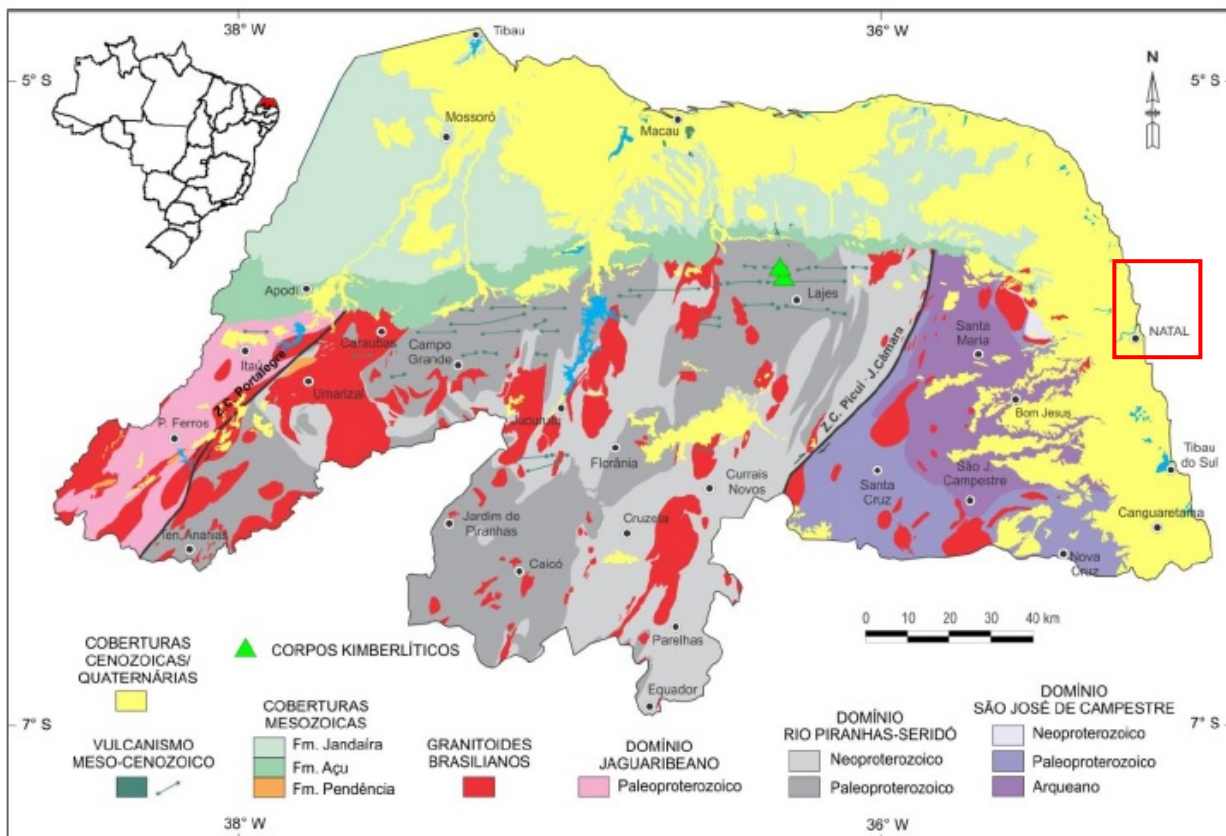 38° W
36° W
5° S
5° S
N
Tibau
Mossoró
Macau
Apodi
Lajes
NATAL
Caraubas
Campo
Grande
Santa
Maria
Itaú
Z.C. Portalegre
Umarizal
Z.C. Picuí - J.Câmara
Bom Jesus
P. Ferros
Jucurutu
Florânia
Tibau
do Sul
Currais
Novos
Santa
Cruz
São J.
Campestre
Jardim de
Piranhas
Cruzeta
Canguaretama
Ten. Ananias
Caicó
Nova
Cruz
Parelhas
Equador
0 10 20 30 40 km
7° S
7° S
COBERTURAS
CENOZOICAS/
QUATERNÁRIAS
VULCANISMO
MESO-CENOZOICO
CORPOS KIMBERLÍTICOS
COBERTURAS
MESOZOICAS
Fm. Jandaíra
Fm. Açu
Fm. Pendência
GRANITOIDES
BRASILIANOS
DOMÍNIO
JAGUARIBEANO
Paleoproterozoico
DOMÍNIO
RIO PIRANHAS-SERIDÓ
Neoproterozoico
Paleoproterozoico
DOMÍNIO
SÃO JOSÉ DE CAMPESTRE
Neoproterozoico
Paleoproterozoico
Arqueano
38° W
36° W